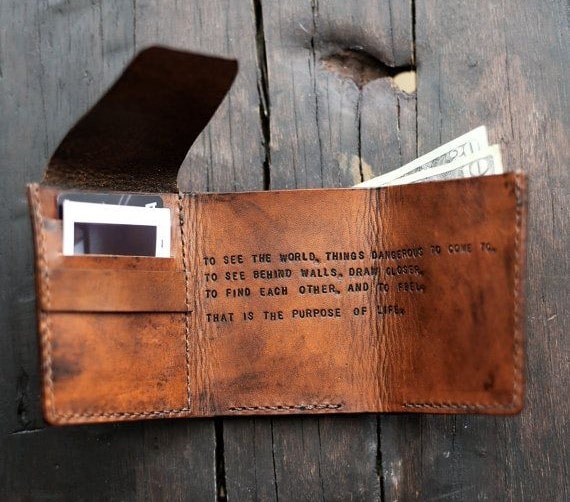 TO SEE THE WORLD, THINGS DANGEROUS TO COME TO.
TO SEE BEHIND WALLS, DRAW CLOSER,
TO FIND EACH OTHER, AND TO FEEL.
THAT IS THE PURPOSE OF LIFE.